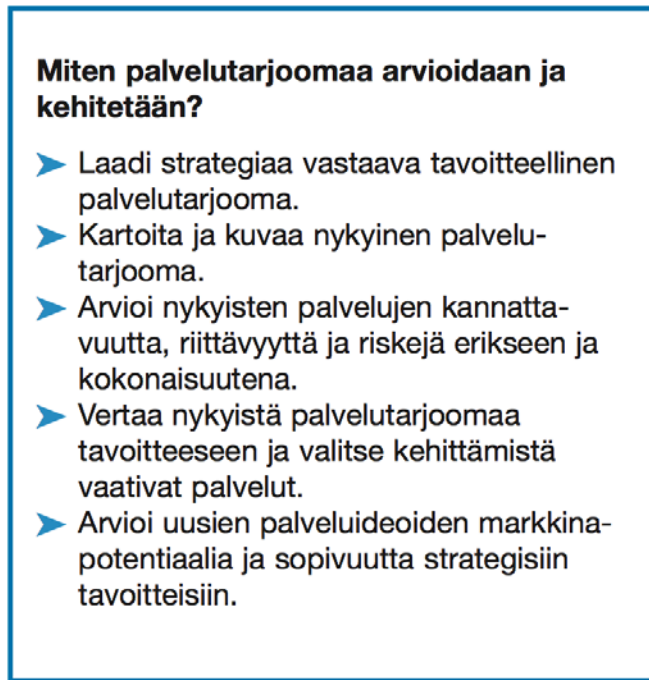 Miten palvelutarjoomaa arvioidaan ja
kehitetään?
➤ Laadi strategiaa vastaava tavoitteellinen
palvelutarjooma.
➤ Kartoita ja kuvaa nykyinen palvelu-
tarjooma.
➤ Arvioi nykyisten palvelujen kannatta-
vuutta, riittävyyttä ja riskejä erikseen ja
kokonaisuutena.
➤ Vertaa nykyistä palvelutarjoomaa
tavoitteeseen ja valitse kehittämistä
vaativat palvelut.
➤ Arvioi uusien palveluideoiden markkina-
potentiaalia ja sopivuutta strategisiin
tavoitteisiin.